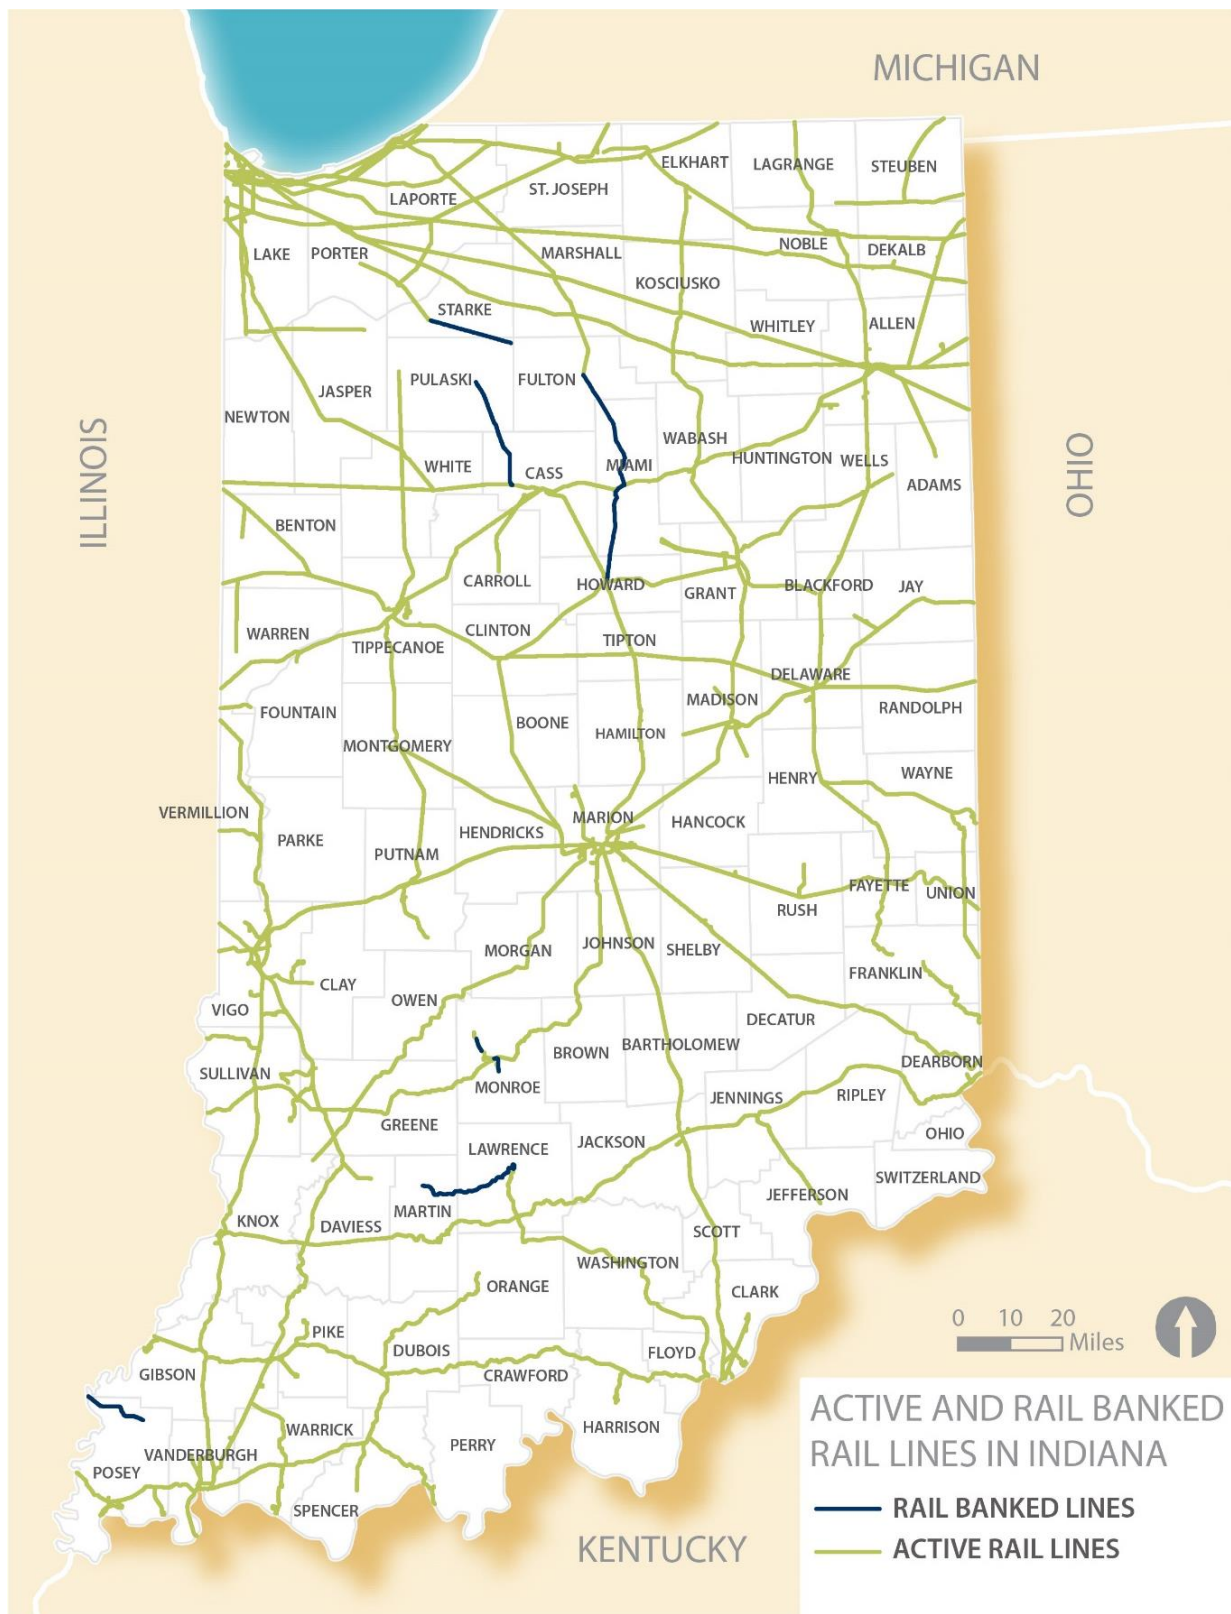 MICHIGAN
ELKHART
LAGRANGE
STEUBEN
ST. JOSEPH
LAPORTE
LAKE
PORTER
MARSHALL
NOBLE
DEKALB
KOSCIUSKO
STARKE
WHITLEY
ALLEN
JASPER
PULASKI
FULTON
NEWTON
ILLINOIS
OHIO
WABASH
WHITE
CASS
MIAMI
HUNTINGTON
WELLS
ADAMS
BENTON
CARROLL
HOWARD
GRANT
BLACKFORD
JAY
WARREN
TIPPECANOE
CLINTON
TIPTON
DELAWARE
MADISON
RANDOLPH
FOUNTAIN
BOONE
HAMILTON
MONTGOMERY
HENRY
WAYNE
VERMILLION
PARKE
PUTNAM
HENDRICKS
MARION
HANCOCK
FAYETTE
UNION
RUSH
MORGAN
JOHNSON
SHELBY
FRANKLIN
CLAY
OWEN
VIGO
DECATUR
SULLIVAN
BROWN
BARTHOLOMEW
DEARBORN
MONROE
JENNINGS
RIPLEY
GREENE
OHIO
LAWRENCE
JACKSON
SWITZERLAND
JEFFERSON
KNOX
DAVIESS
MARTIN
SCOTT
WASHINGTON
ORANGE
CLARK
PIKE
DUBOIS
FLOYD
GIBSON
CRAWFORD
HARRISON
WARRICK
PERRY
VANDERBURGH
POSEY
SPENCER
KENTUCKY
0 10 20
Miles
ACTIVE AND RAIL BANKED
RAIL LINES IN INDIANA
RAIL BANKED LINES
ACTIVE RAIL LINES